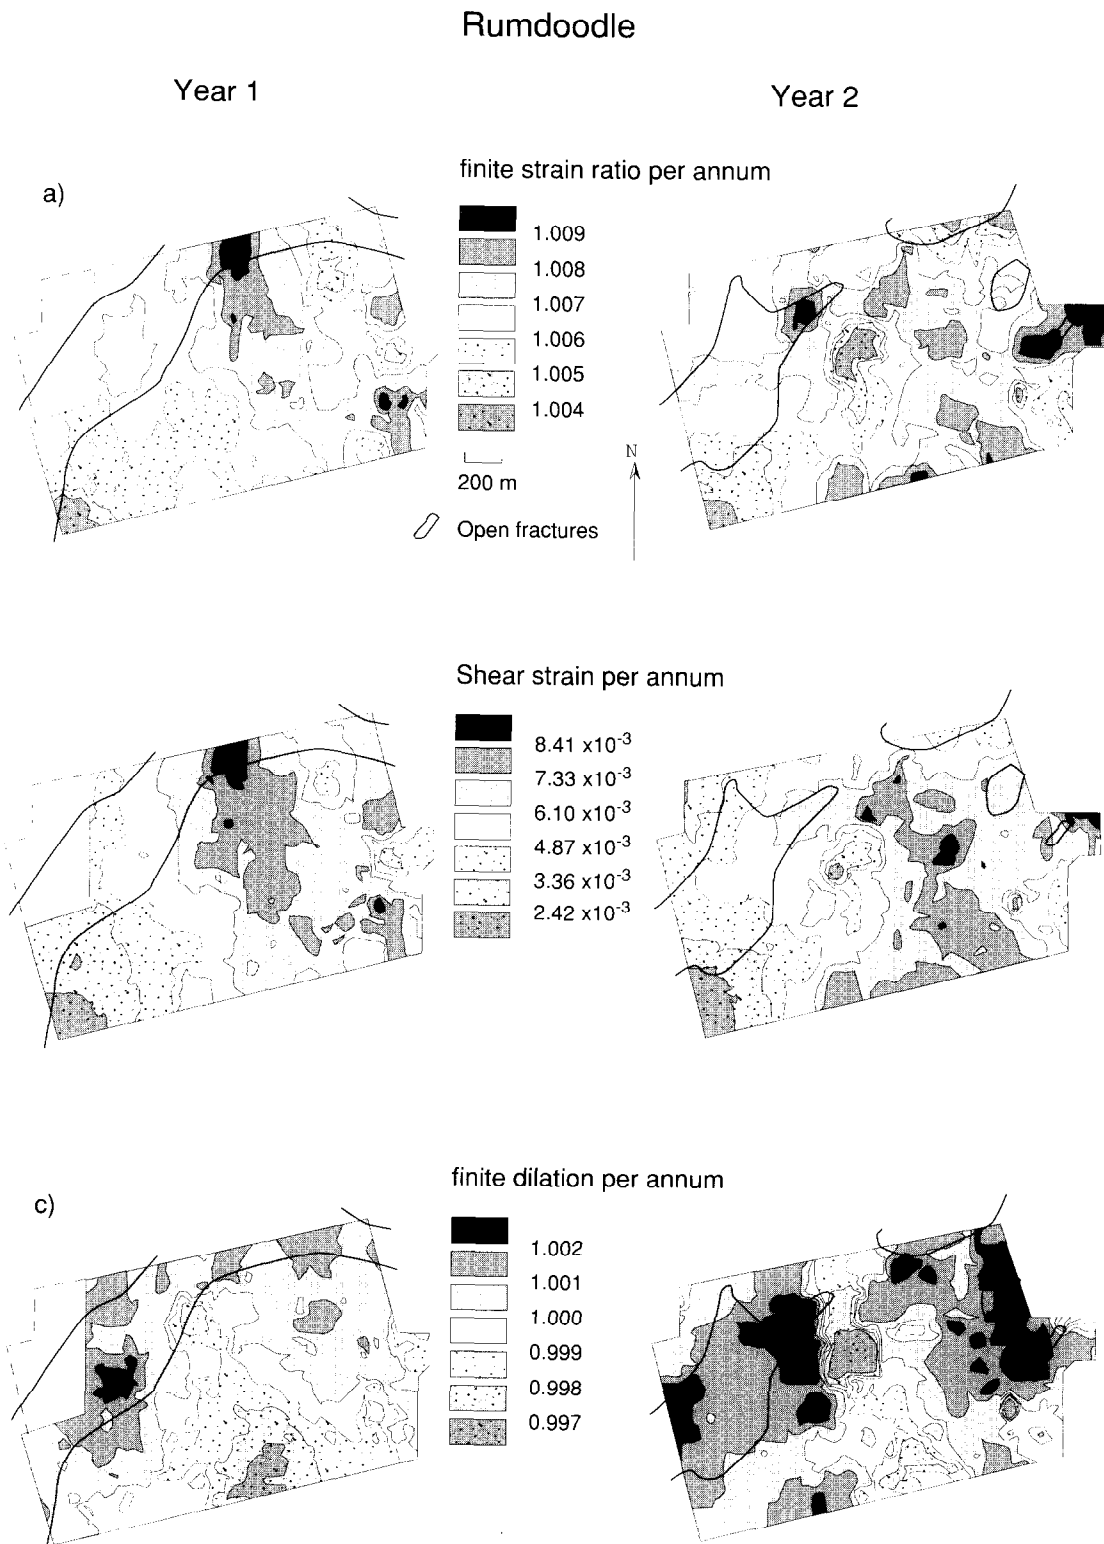 Rumdoodle
Year 1
Year 2
finite strain ratio per annum
a)
1.009
1.008
1.007
1.006
1.005
1.004
N
200 m
Open fractures
Shear strain per annum
8.41 x10⁻³
7.33 x10⁻³
6.10 x10⁻³
4.87 x10⁻³
3.36 x10⁻³
2.42 x10⁻³
finite dilation per annum
c)
1.002
1.001
1.000
0.999
0.998
0.997